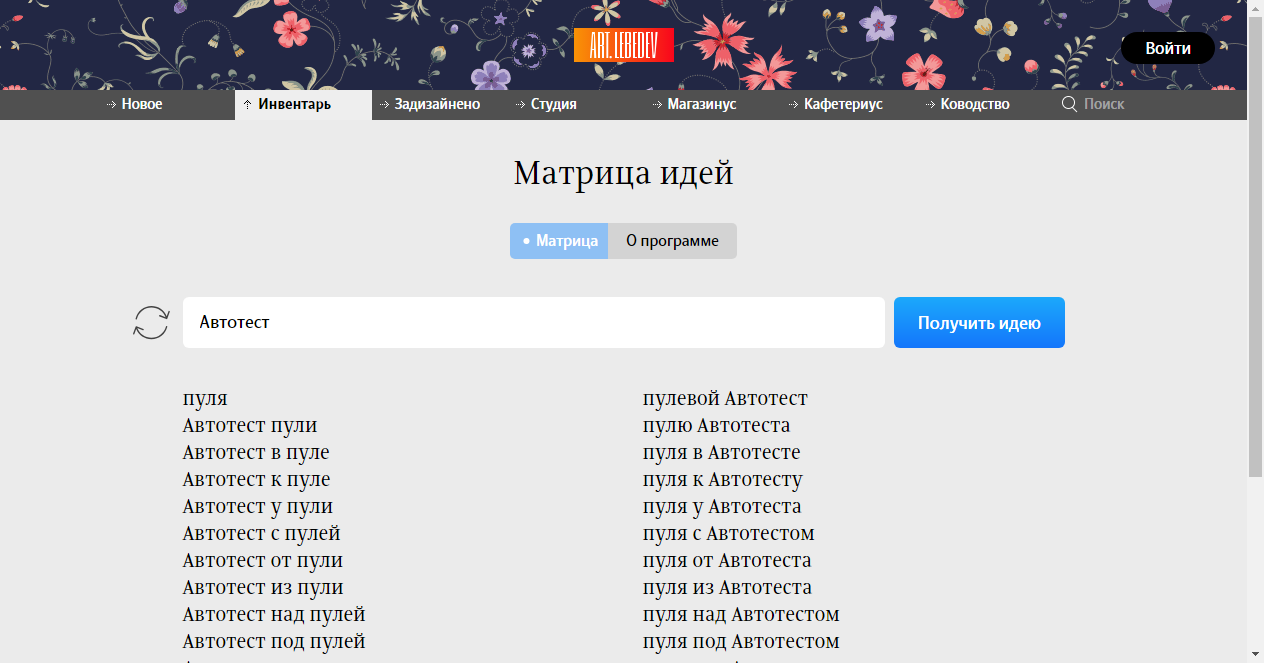 ART.LEBEDEV
Войти
Новое
Инвентарь
Задизайнено
Студия
Магазинус
Кафетериус
Ководство
Поиск
Матрица идей
Матрица
О программе
Автотест
Получить идею
пуля
Автотест пули
Автотест в пуле
Автотест к пуле
Автотест у пули
Автотест с пулей
Автотест от пули
Автотест из пули
Автотест над пулей
Автотест под пулей
пулевой Автотест
пулю Автотеста
пуля в Автотесте
пуля к Автотесту
пуля у Автотеста
пуля с Автотестом
пуля от Автотеста
пуля из Автотеста
пуля над Автотестом
пуля под Автотестом